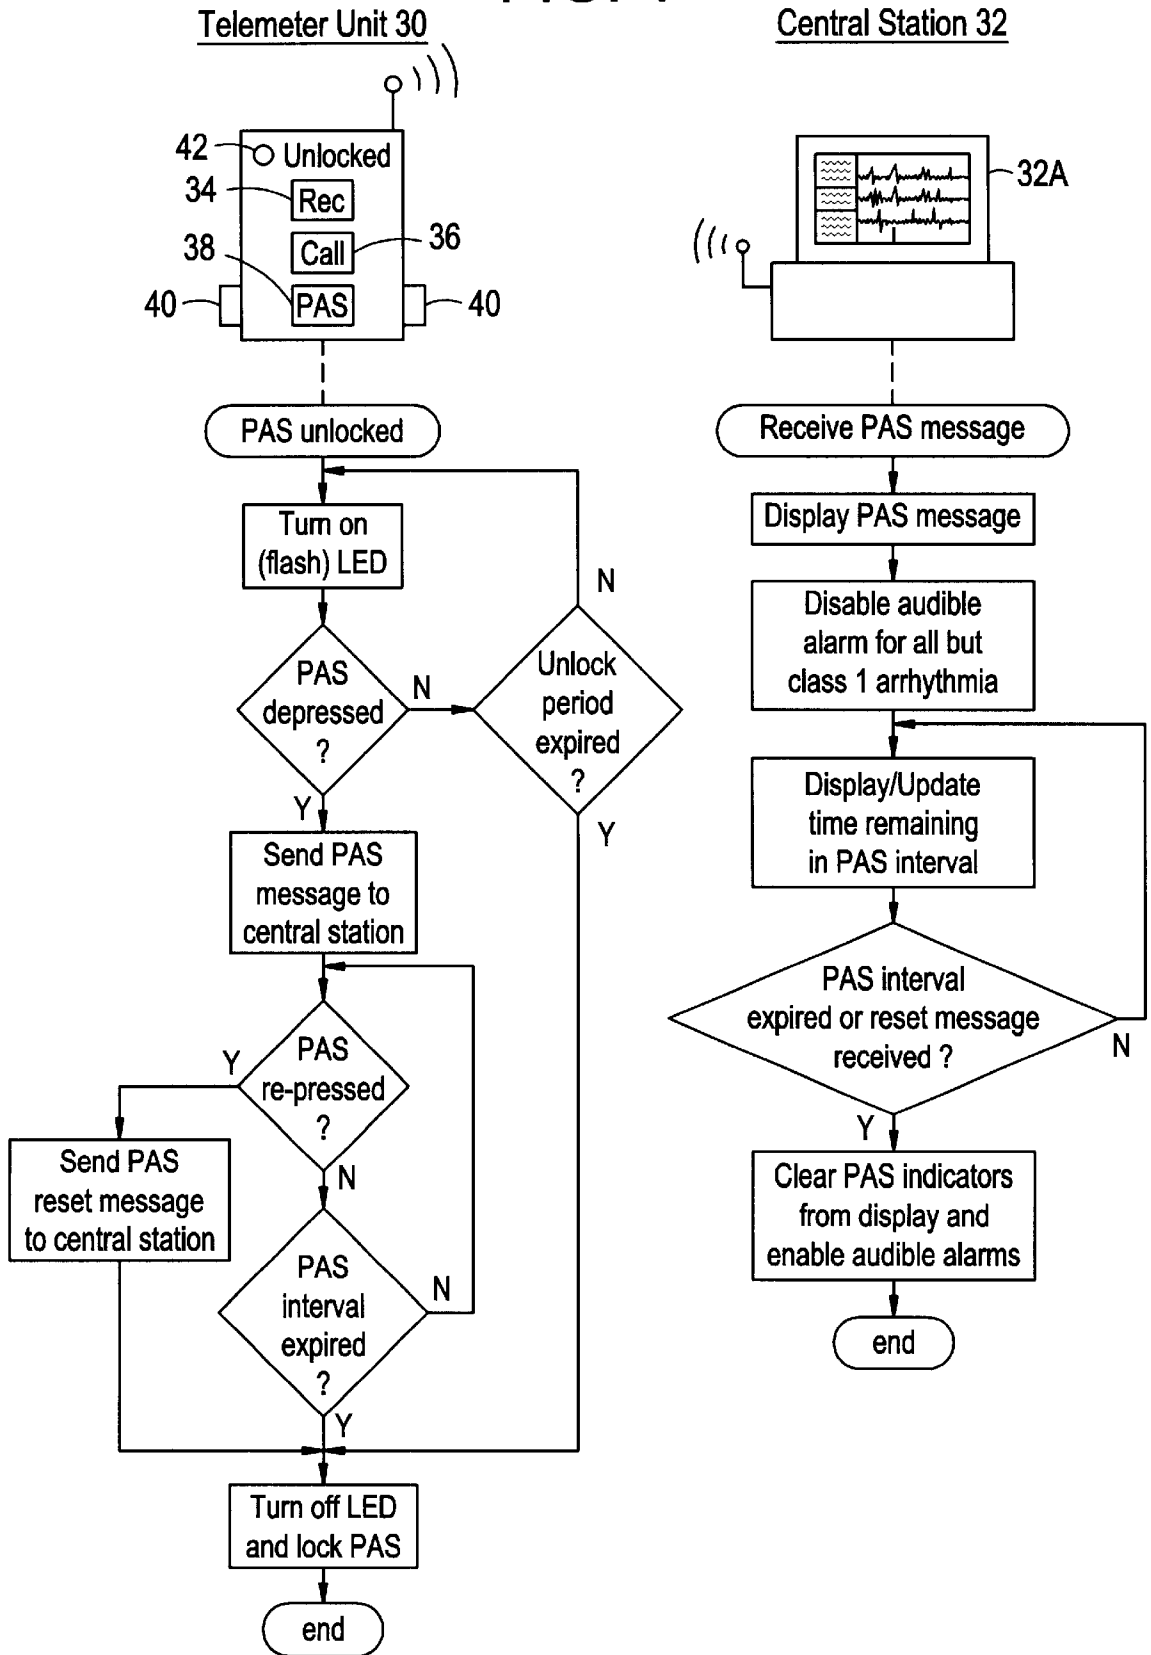 Telemeter Unit 30
Central Station 32
42
Unlocked
34
Rec
38
Call
36
40
PAS
40
32A
PAS unlocked
Turn on
(flash) LED
PAS
depressed
?
N
Y
Unlock
period
expired
?
N
Y
Send PAS
message to
central station
PAS
re-pressed
?
Y
N
Send PAS
reset message
to central station
PAS
interval
expired
?
N
Y
Turn off LED
and lock PAS
end
Receive PAS message
Display PAS message
Disable audible
alarm for all but
class 1 arrhythmia
Display/Update
time remaining
in PAS interval
PAS interval
expired or reset message
received ?
N
Y
Clear PAS indicators
from display and
enable audible alarms
end